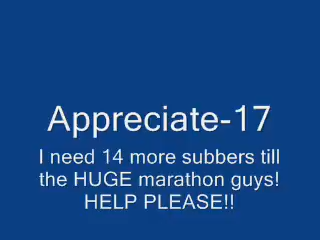 Appreciate-17
I need 14 more subbers till
the HUGE marathon guys!
HELP PLEASE!!